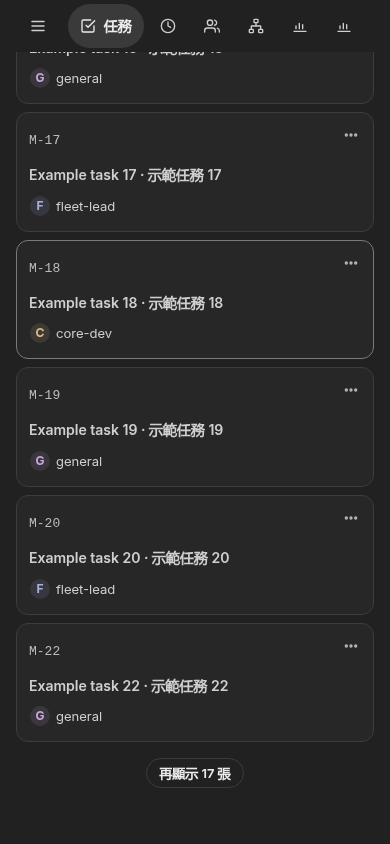 任務
general
M-17
Example task 17 · 示範任務 17
F fleet-lead
M-18
Example task 18 · 示範任務 18
C core-dev
M-19
Example task 19 · 示範任務 19
G general
M-20
Example task 20 · 示範任務 20
F fleet-lead
M-22
Example task 22 · 示範任務 22
G general
再顯示 17 張